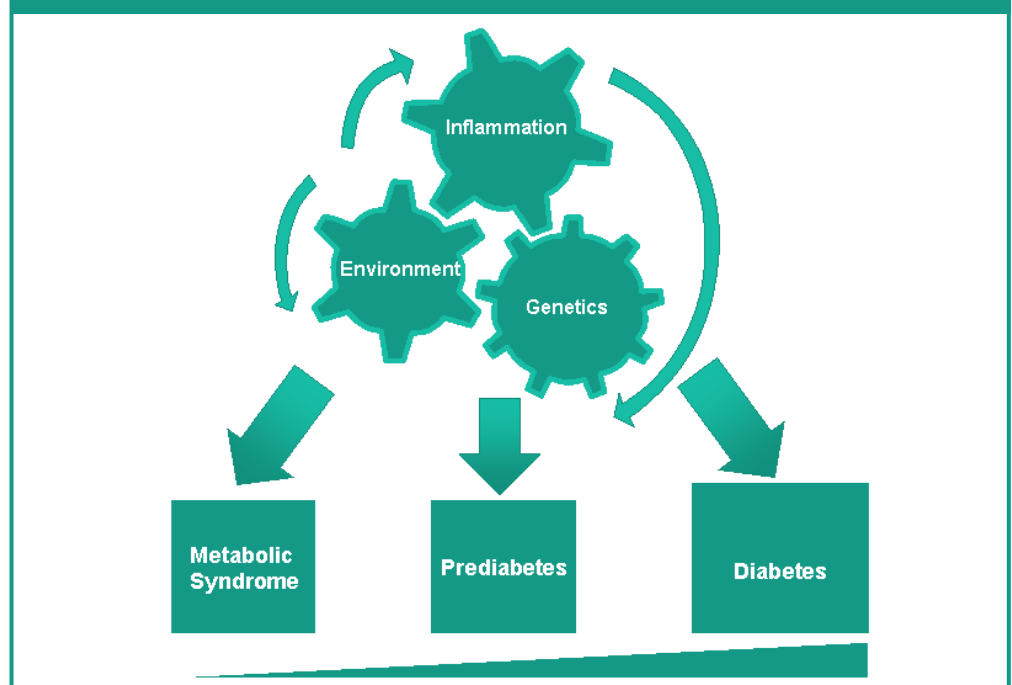 Inflammation
Environment
Genetics
Metabolic
Syndrome
Prediabetes
Diabetes